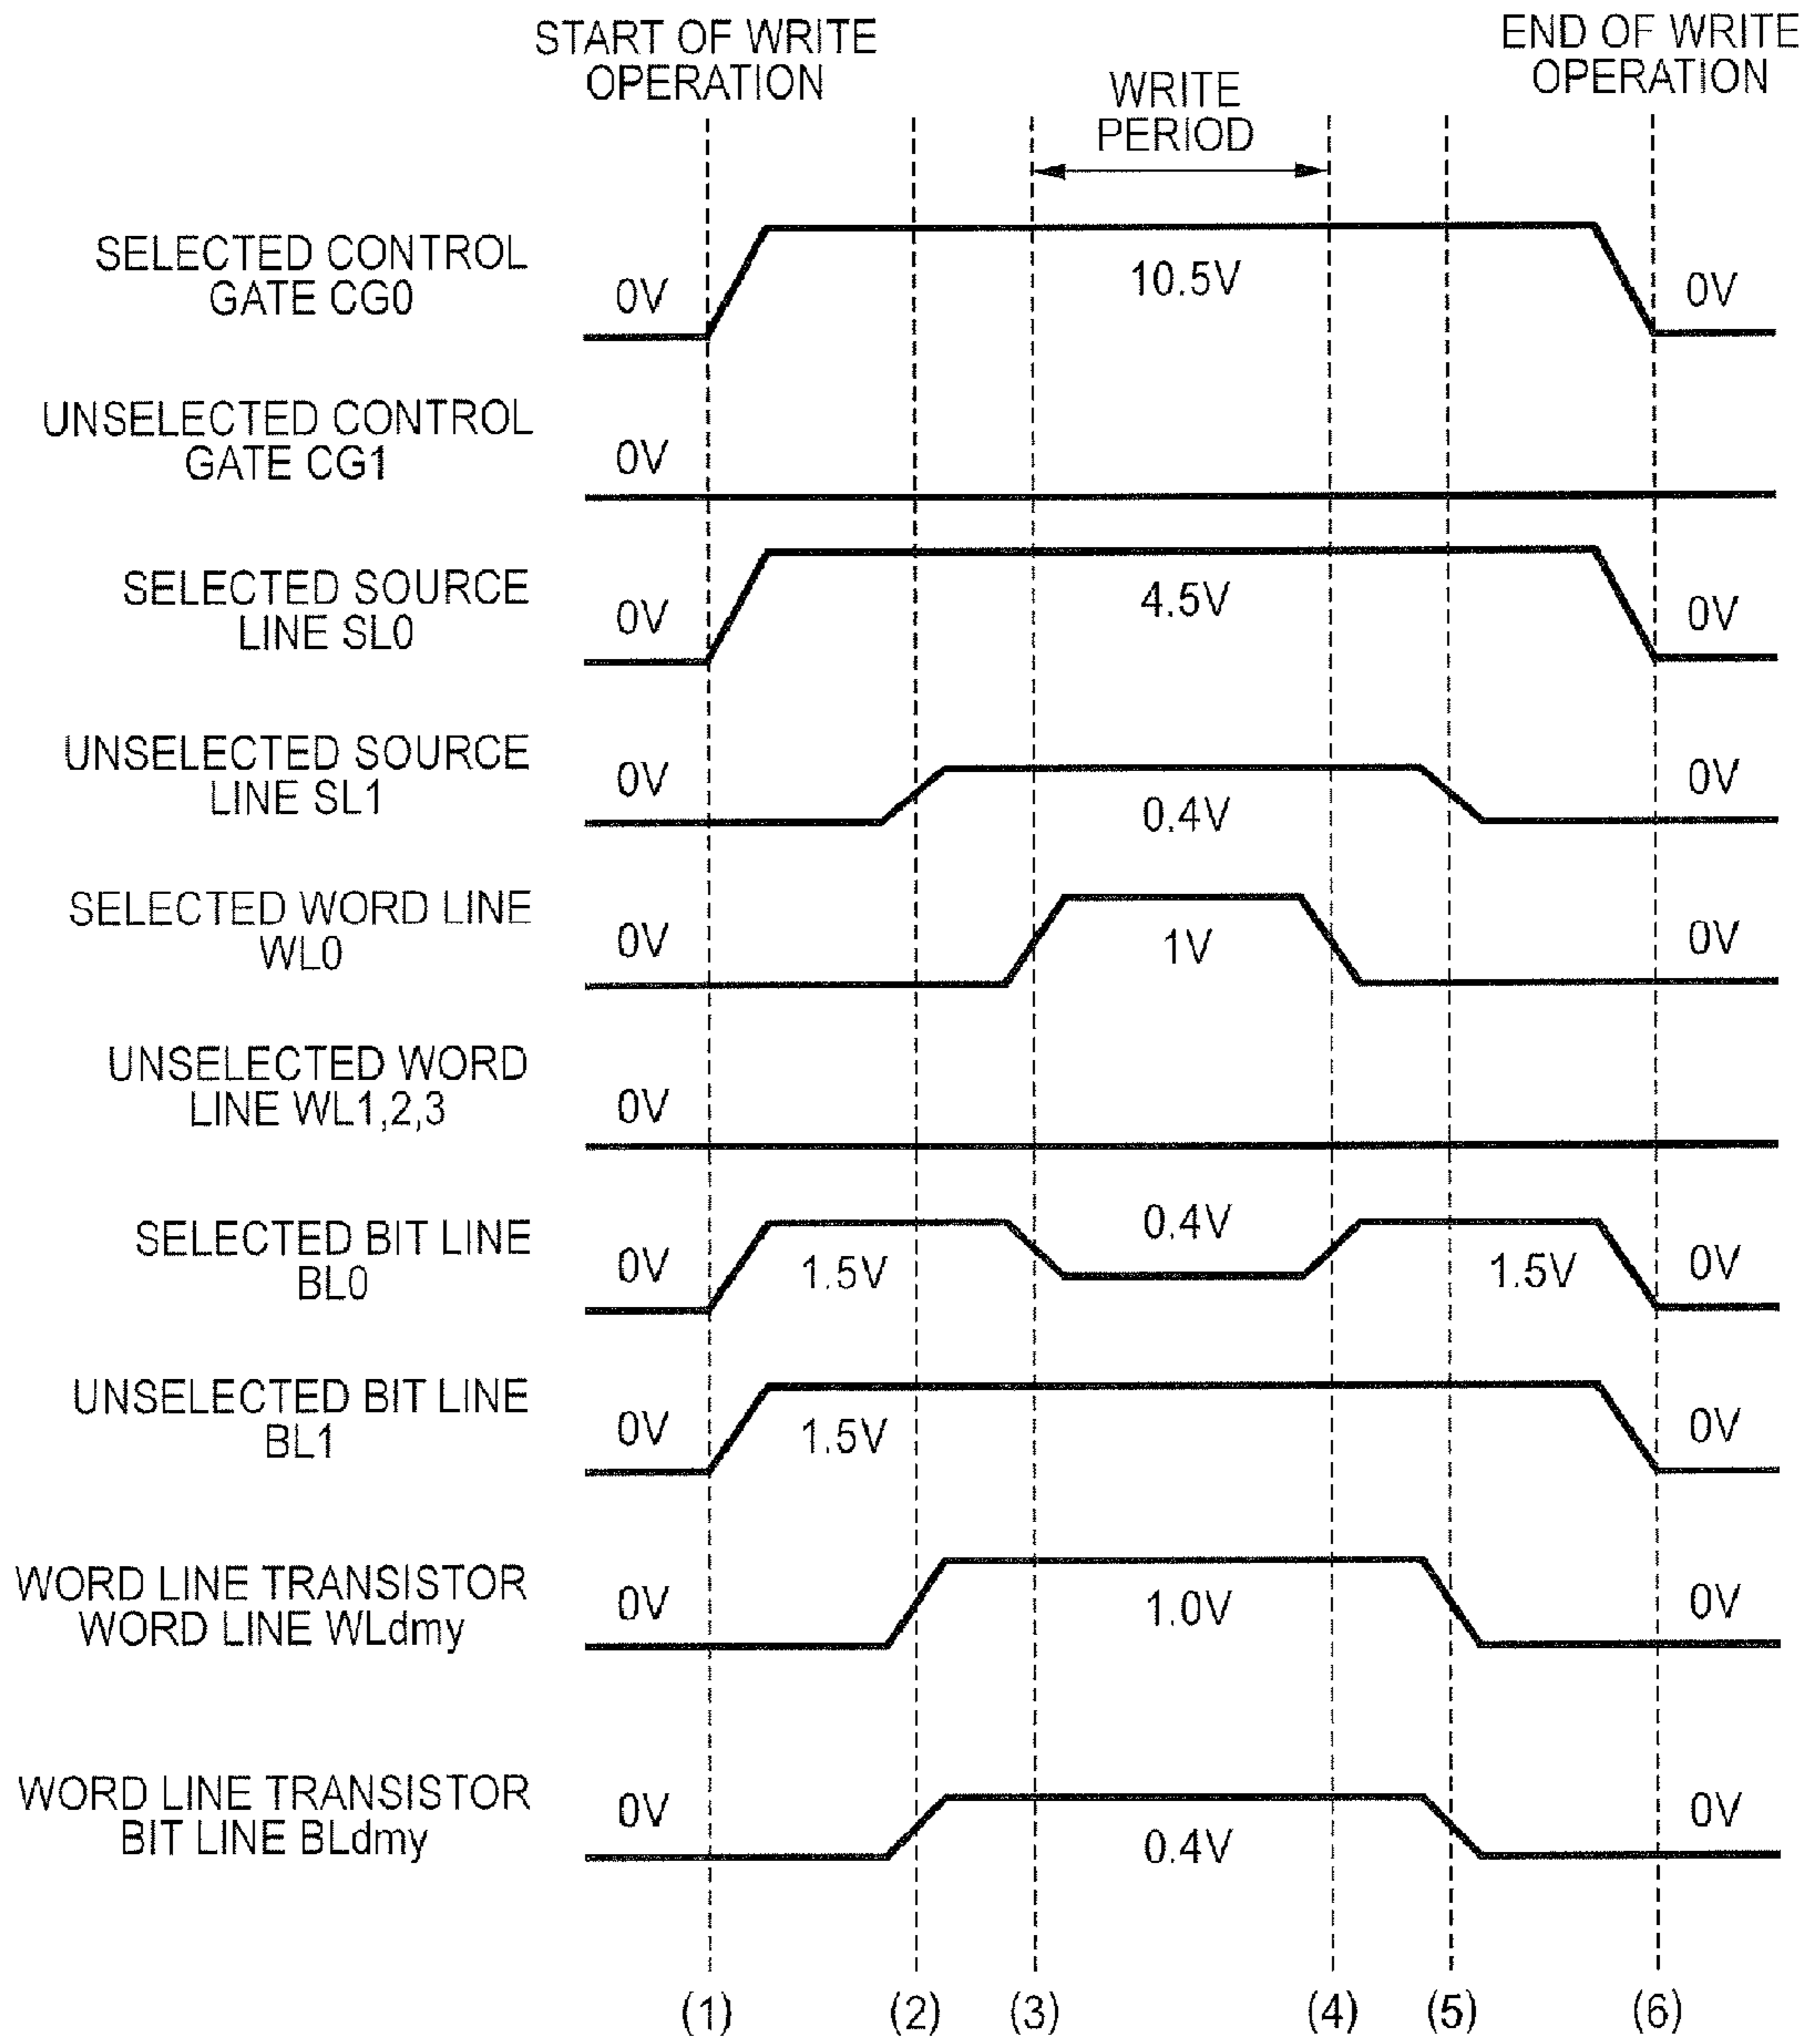 START OF WRITE
OPERATION
WRITE
PERIOD
END OF WRITE
OPERATION
SELECTED CONTROL
GATE CG0
0V
10.5V
0V
UNSELECTED CONTROL
GATE CG1
0V
SELECTED SOURCE
LINE SL0
0V
4.5V
0V
UNSELECTED SOURCE
LINE SL1
0V
0.4V
0V
SELECTED WORD LINE
WL0
0V
1V
0V
UNSELECTED WORD
LINE WL1,2,3
0V
SELECTED BIT LINE
BL0
0V
1.5V
0.4V
1.5V
0V
UNSELECTED BIT LINE
BL1
0V
1.5V
0V
WORD LINE TRANSISTOR
WORD LINE WLdmy
0V
1.0V
0V
WORD LINE TRANSISTOR
BIT LINE BLdmy
0V
0.4V
0V
(1) (2) (3) (4) (5) (6)